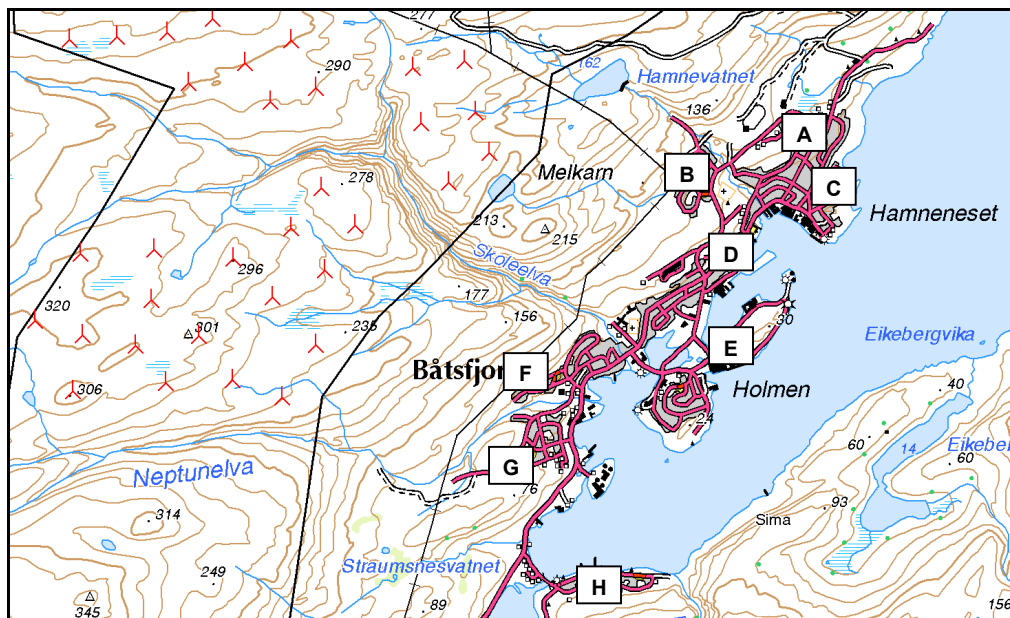 277
290
162
Hamnevatnet
136
A
B
C
Melkarn
278
Hamneneset
213
215
D
Skoleelva
296
320
177
156
30
301
235
Eikebergvika
E
Båtsfjor
F
306
Holmen
40
24
14
60
Eikeber
60
G
Neptunelva
76
93
314
Sima
Straumsnesvatnet
249
H
345
89
156